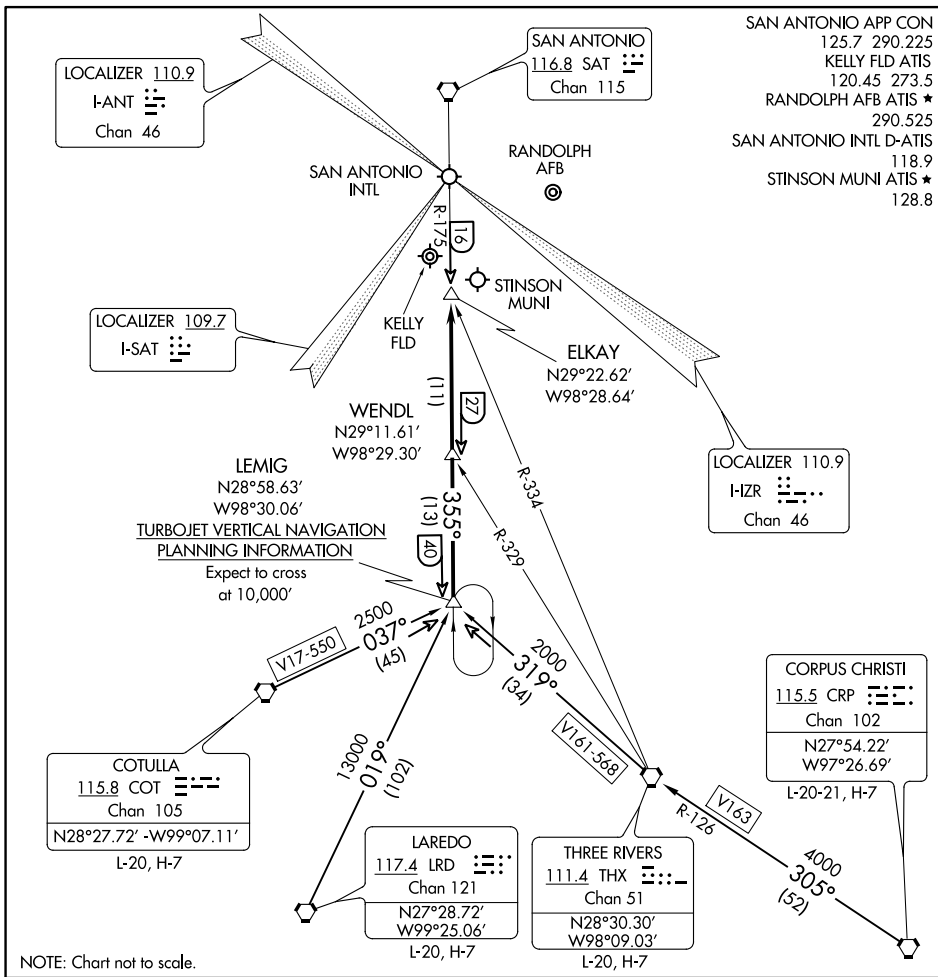 SAN ANTONIO APP CON
125.7 290.225
KELLY FLD ATIS
120.45 273.5
RANDOLPH AFB ATIS ★
290.525
SAN ANTONIO INTL D-ATIS
118.9
STINSON MUNI ATIS ★
128.8
SAN ANTONIO
116.8 SAT
Chan 115
LOCALIZER 110.9
I-ANT
Chan 46
SAN ANTONIO
INTL
RANDOLPH
AFB
R-175
16
KELLY
FLD
STINSON
MUNI
LOCALIZER 109.7
I-SAT
ELKAY
N29°22.62'
W98°28.64'
(11)
27
WENDL
N29°11.61'
W98°29.30'
LOCALIZER 110.9
I-IZR
Chan 46
LEMIG
N28°58.63'
W98°30.06'
TURBOJET VERTICAL NAVIGATION
PLANNING INFORMATION
Expect to cross
at 10,000'
355°
(13)
40
R-334
R-329
V17-550
2500
037°
(45)
2000
319°
(34)
V161-568
13000
019°
(102)
CORPUS CHRISTI
115.5 CRP
Chan 102
N27°54.22'
W97°26.69'
L-20-21, H-7
COTULLA
115.8 COT
Chan 105
N28°27.72' -W99°07.11'
L-20, H-7
LAREDO
117.4 LRD
Chan 121
N27°28.72'
W99°25.06'
L-20, H-7
THREE RIVERS
111.4 THX
Chan 51
N28°30.30'
W98°09.03'
L-20, H-7
V163
R-126
4000
305°
(52)
NOTE: Chart not to scale.